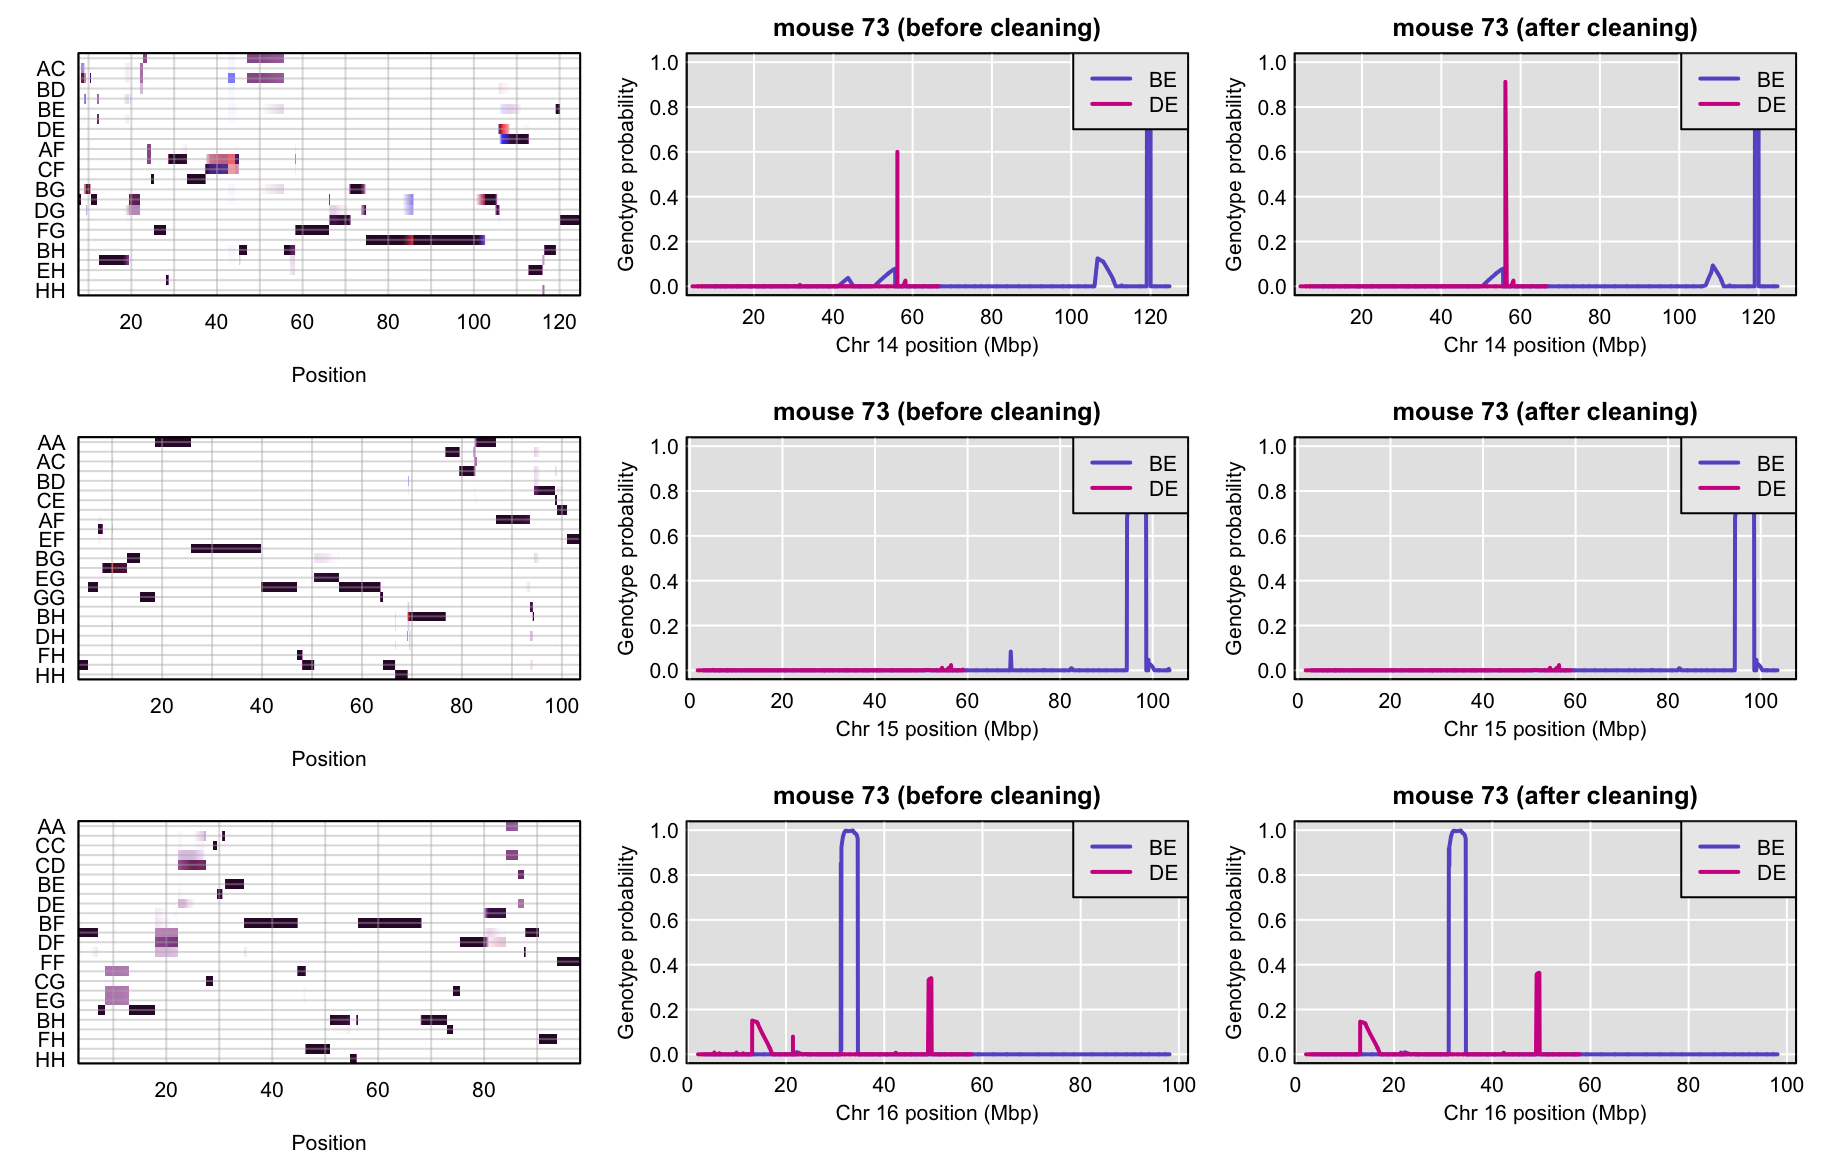 mouse 73 (before cleaning)
mouse 73 (after cleaning)
AC
BD
BE
DE
AF
CF
BG
DG
FG
BH
EH
HH
20 40 60 80 100 120
Position
Genotype probability
1.0
0.8
0.6
0.4
0.2
0.0
BE
DE
20 40 60 80 100 120
Chr 14 position (Mbp)
Genotype probability
1.0
0.8
0.6
0.4
0.2
0.0
BE
DE
20 40 60 80 100 120
Chr 14 position (Mbp)
mouse 73 (before cleaning)
mouse 73 (after cleaning)
AA
AC
BD
CE
AF
EF
BG
EG
GG
BH
DH
FH
HH
20 40 60 80 100
Position
Genotype probability
1.0
0.8
0.6
0.4
0.2
0.0
BE
DE
0 20 40 60 80 100
Chr 15 position (Mbp)
Genotype probability
1.0
0.8
0.6
0.4
0.2
0.0
BE
DE
0 20 40 60 80 100
Chr 15 position (Mbp)
mouse 73 (before cleaning)
mouse 73 (after cleaning)
AA
CC
CD
BE
DE
BF
DF
FF
CG
EG
BH
FH
HH
20 40 60 80
Position
Genotype probability
1.0
0.8
0.6
0.4
0.2
0.0
BE
DE
0 20 40 60 80 100
Chr 16 position (Mbp)
Genotype probability
1.0
0.8
0.6
0.4
0.2
0.0
BE
DE
0 20 40 60 80 100
Chr 16 position (Mbp)